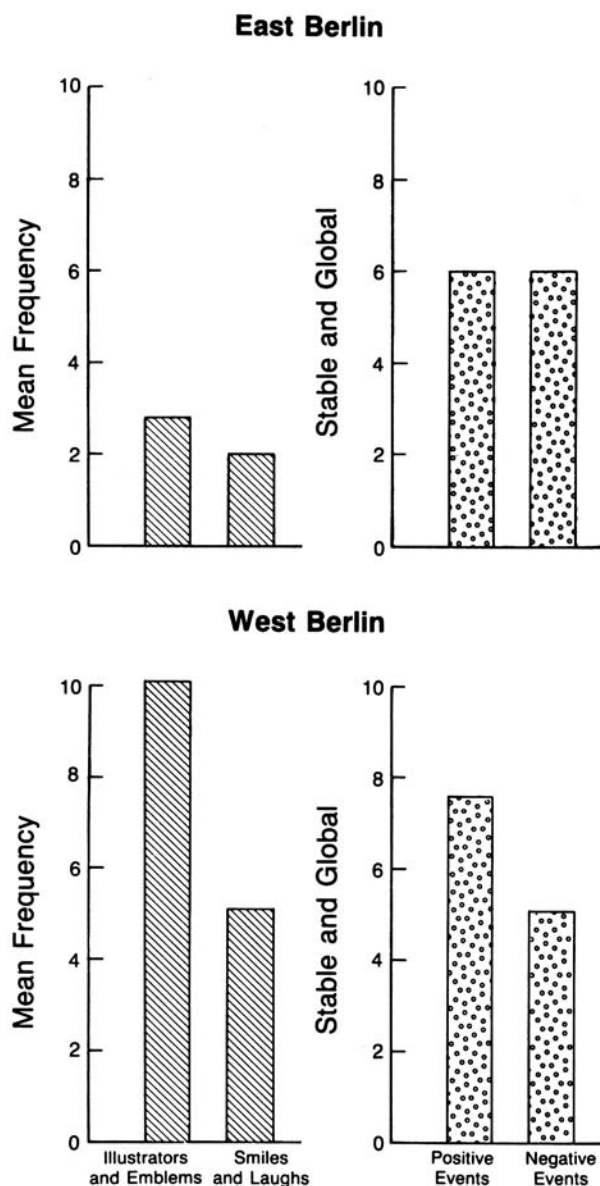 East Berlin
Mean Frequency
10
8
6
4
2
0
Stable and Global
10
8
6
4
2
0
West Berlin
Mean Frequency
10
8
6
4
2
0
Illustrators
and Emblems
Smiles
and Laughs
Stable and Global
10
8
6
4
2
0
Positive
Events
Negative
Events